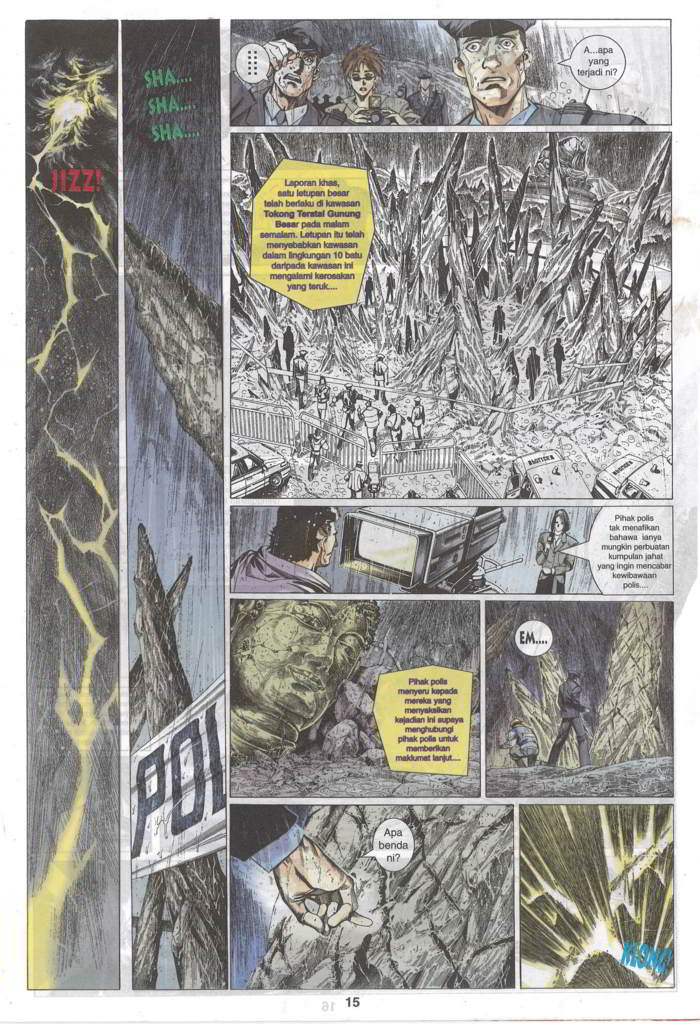 JIZZ!
SHA....
SHA....
SHA....
POL
!!!
A...apa
yang
terjadi ni?
Laporan khas,
satu letupan besar
telah berlaku di kawasan
Tokong Teratai Gunung
Besar pada malam
semalam. Letupan itu telah
menyebabkan kawasan
dalam lingkungan 10 batu
daripada kawasan ini
mengalami kerosakan
yang teruk....
Pihak polis
tak menafikan
bahawa ianya
mungkin perbuatan
kumpulan jahat
yang ingin mencabar
kewibawaan
polis....
Pihak polis
menyeru kepada
mereka yang
menyaksikan
kejadian ini supaya
menghubungi
pihak polis untuk
memberikan
maklumat lanjut....
EM....
Apa
benda
ni?
KLONG
16
15